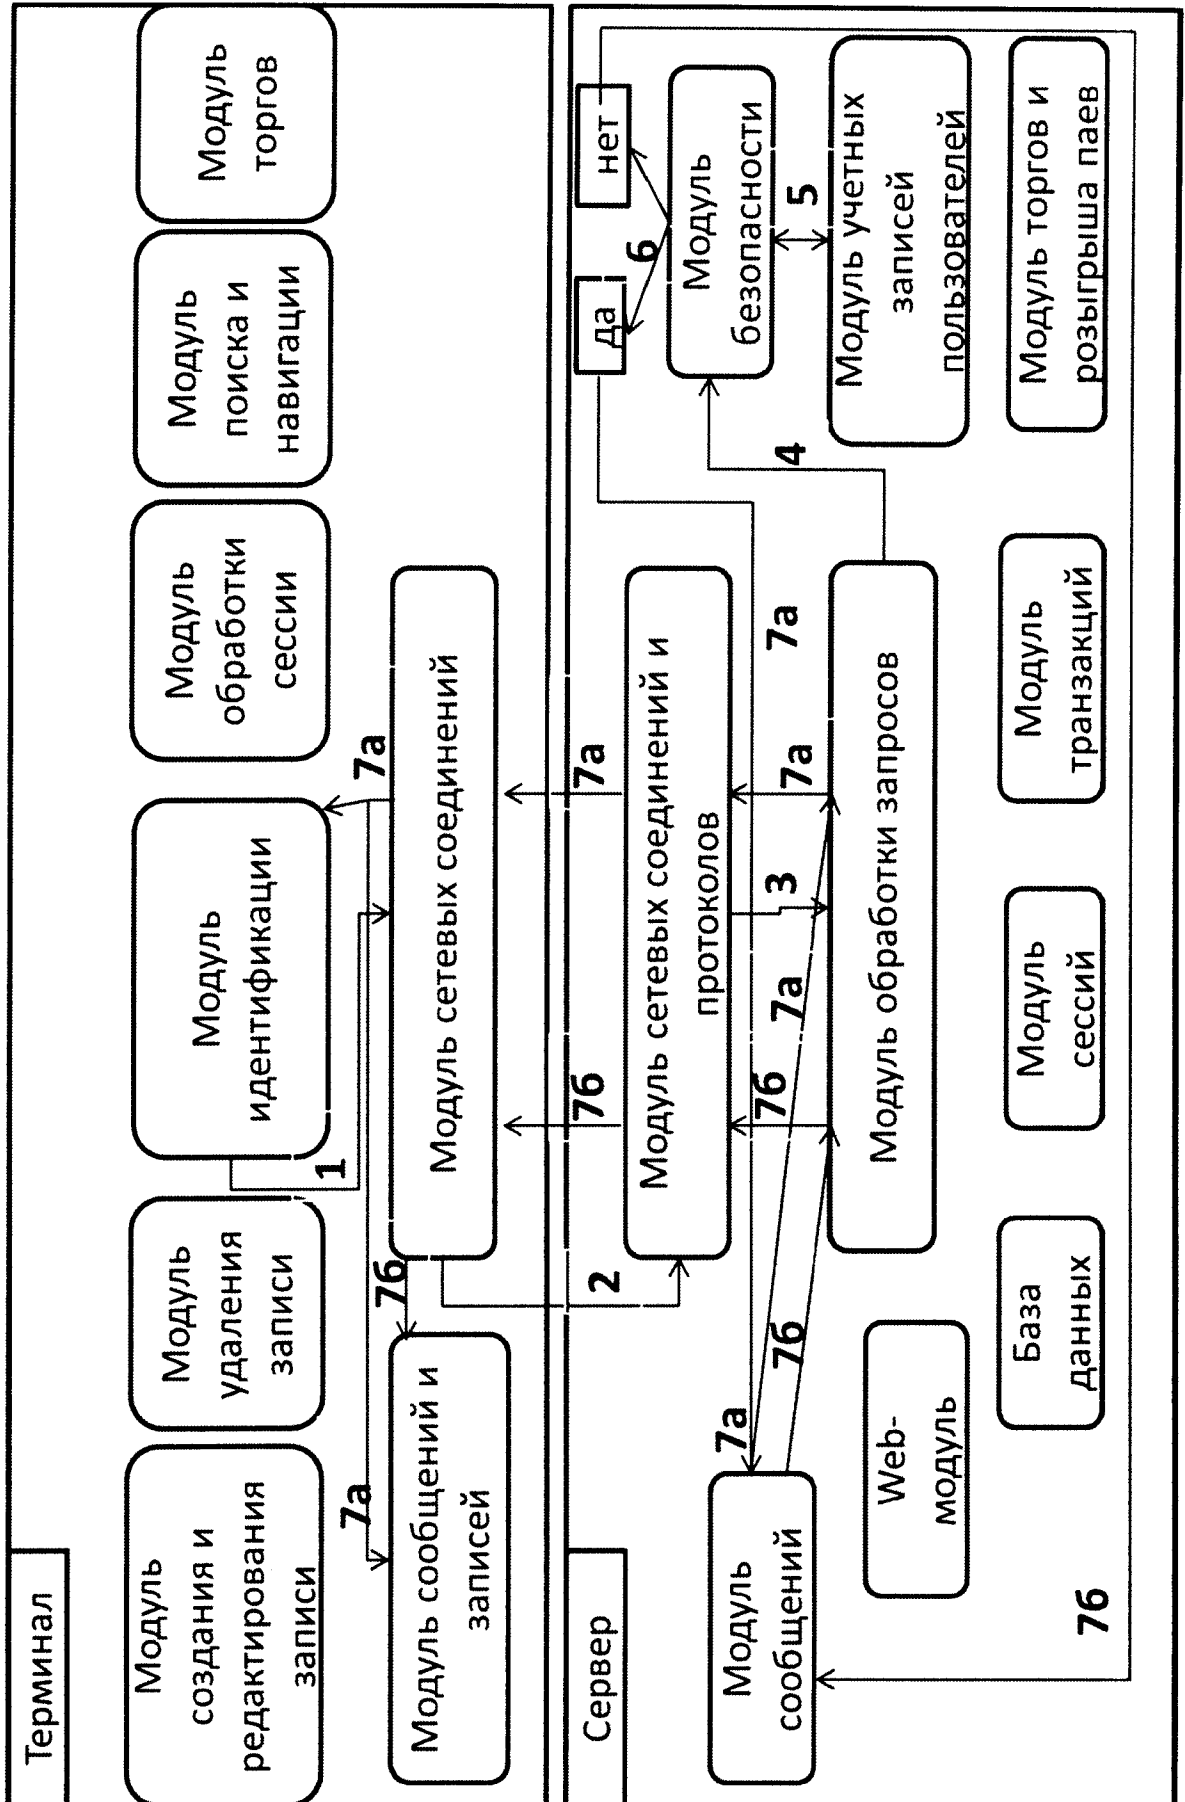 Терминал
Модуль
создания и
редактирования
записи
Модуль
удаления
записи
Модуль
идентификации
Модуль
обработки
сессии
Модуль
поиска и
навигации
Модуль
торгов
1
7а
7а
7б
Модуль сообщений и
записей
Модуль сетевых соединений
2
7б
7а
Сервер
Модуль сетевых соединений и
протоколов
да
нет
6
Модуль
безопасности
7а
7б
7а
3
7а
7а
4
5
Модуль
сообщений
7б
Модуль обработки запросов
Модуль учетных
записей
пользователей
Web-
модуль
База
данных
Модуль
сессий
Модуль
транзакций
Модуль торгов и
розыгрыша паев
7б